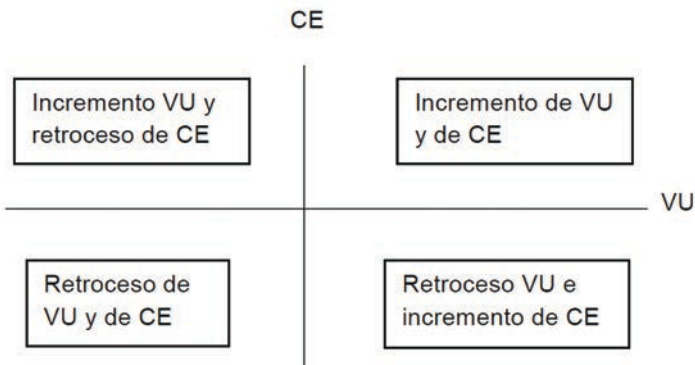 CE
Incremento VU y
retroceso de CE
Incremento de VU
y de CE
VU
Retroceso de
VU y de CE
Retroceso VU e
incremento de CE